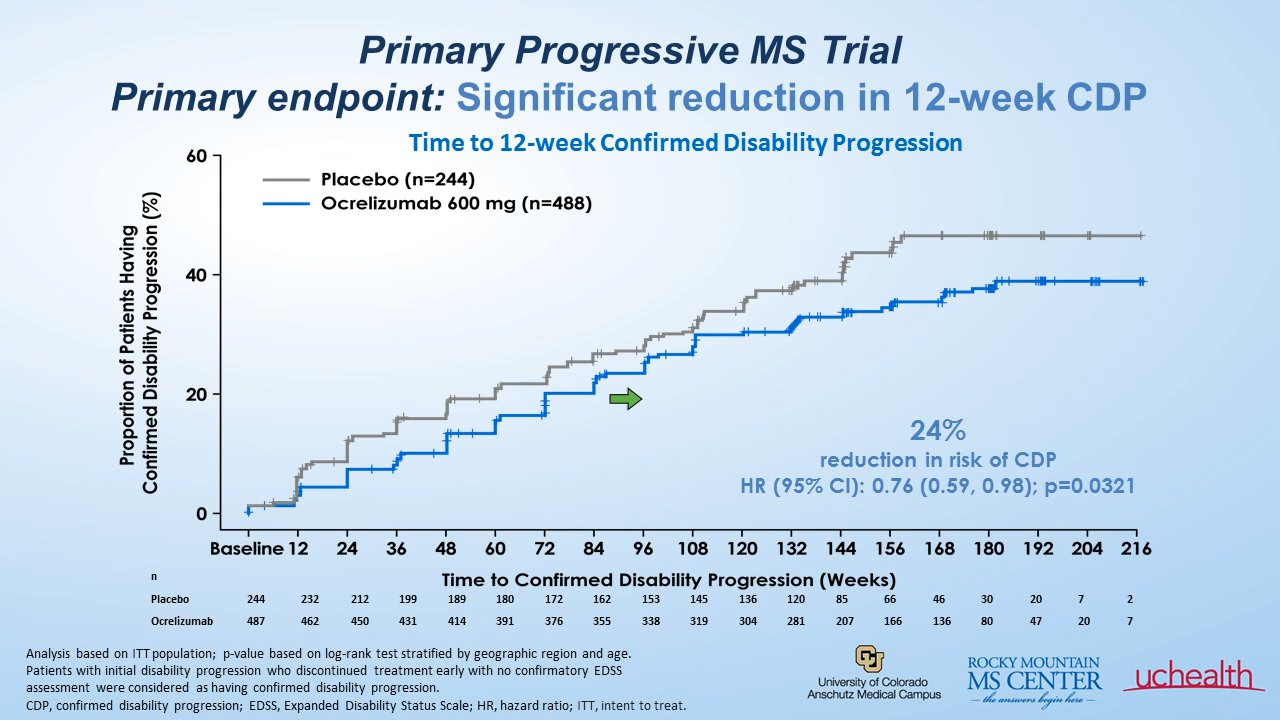 Primary Progressive MS Trial
Primary endpoint: Significant reduction in 12-week CDP
Time to 12-week Confirmed Disability Progression
60
40
20
0
Proportion of Patients Having
Confirmed Disability Progression (%)
Placebo (n=244)
Ocrelizumab 600 mg (n=488)
24%
reduction in risk of CDP
HR (95% CI): 0.76 (0.59, 0.98); p=0.0321
Baseline 12 24 36 48 60 72 84 96 108 120 132 144 156 168 180 192 204 216
Time to Confirmed Disability Progression (Weeks)
n
Placebo 244 232 212 199 189 180 172 162 153 145 136 120 85 66 46 30 20 7 2
Ocrelizumab 487 462 450 431 414 391 376 355 338 319 304 281 207 166 136 80 47 20 7
Analysis based on ITT population; p-value based on log-rank test stratified by geographic region and age.
Patients with initial disability progression who discontinued treatment early with no confirmatory EDSS
assessment were considered as having confirmed disability progression.
CDP, confirmed disability progression; EDSS, d Disability Status Scale; HR, hazard ratio; ITT, intent to treat.
CU
University of Colorado
Anschutz Medical Campus
ROCKY MOUNTAIN
MS CENTER
the answers begin here
uchealth